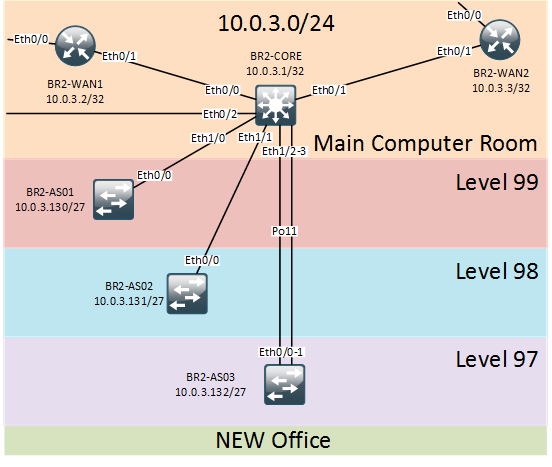 10.0.3.0/24
Eth0/0
Eth0/0
Eth0/1
BR2-CORE
10.0.3.1/32
Eth0/1
BR2-WAN1
10.0.3.2/32
Eth0/0
Eth0/1
BR2-WAN2
10.0.3.3/32
Eth0/2
Eth1/0
Eth1/1
Eth1/2-3
Main Computer Room
Eth0/0
Level 99
BR2-AS01
10.0.3.130/27
Po11
Eth0/0
Level 98
BR2-AS02
10.0.3.131/27
Eth0/0-1
Level 97
BR2-AS03
10.0.3.132/27
NEW Office